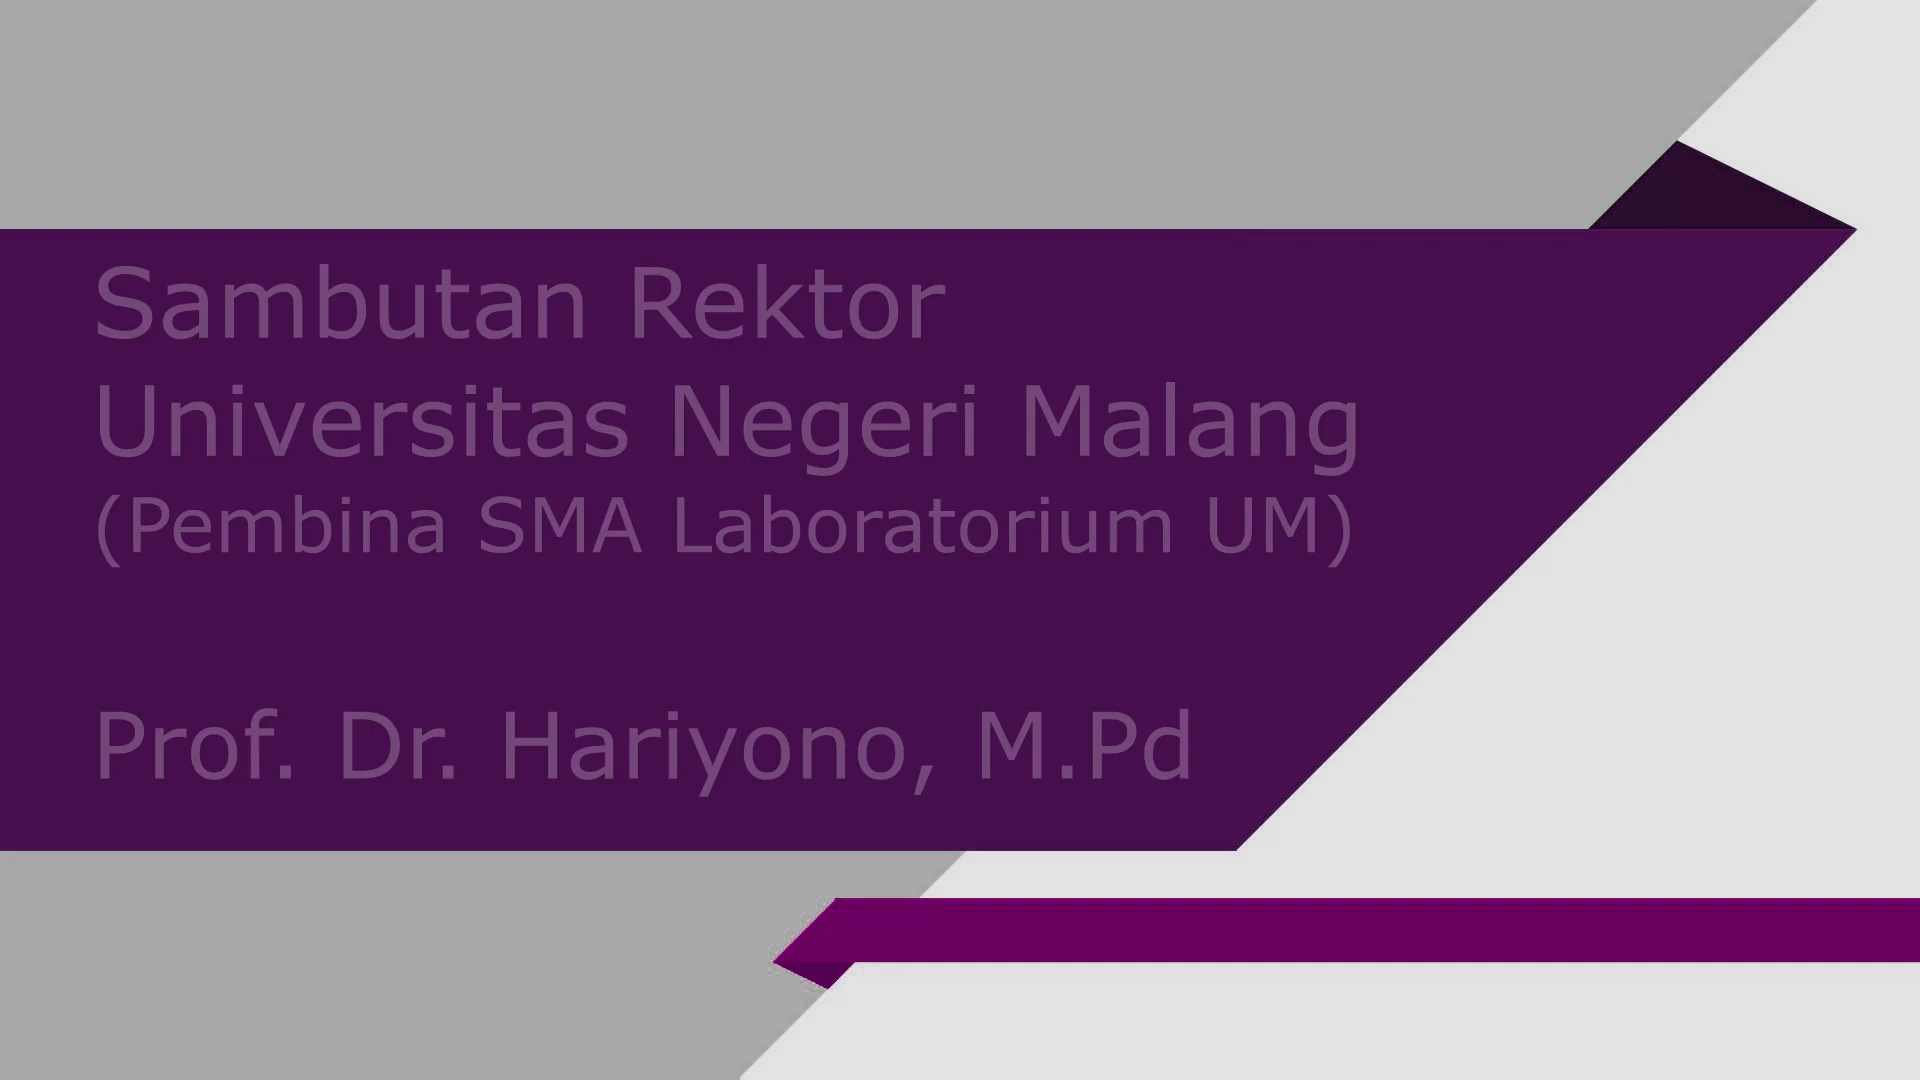 Sambutan Rektor
Universitas Negeri Malang
(Pembina SMA Laboratorium UM)
Prof. Dr. Hariyono, M.Pd